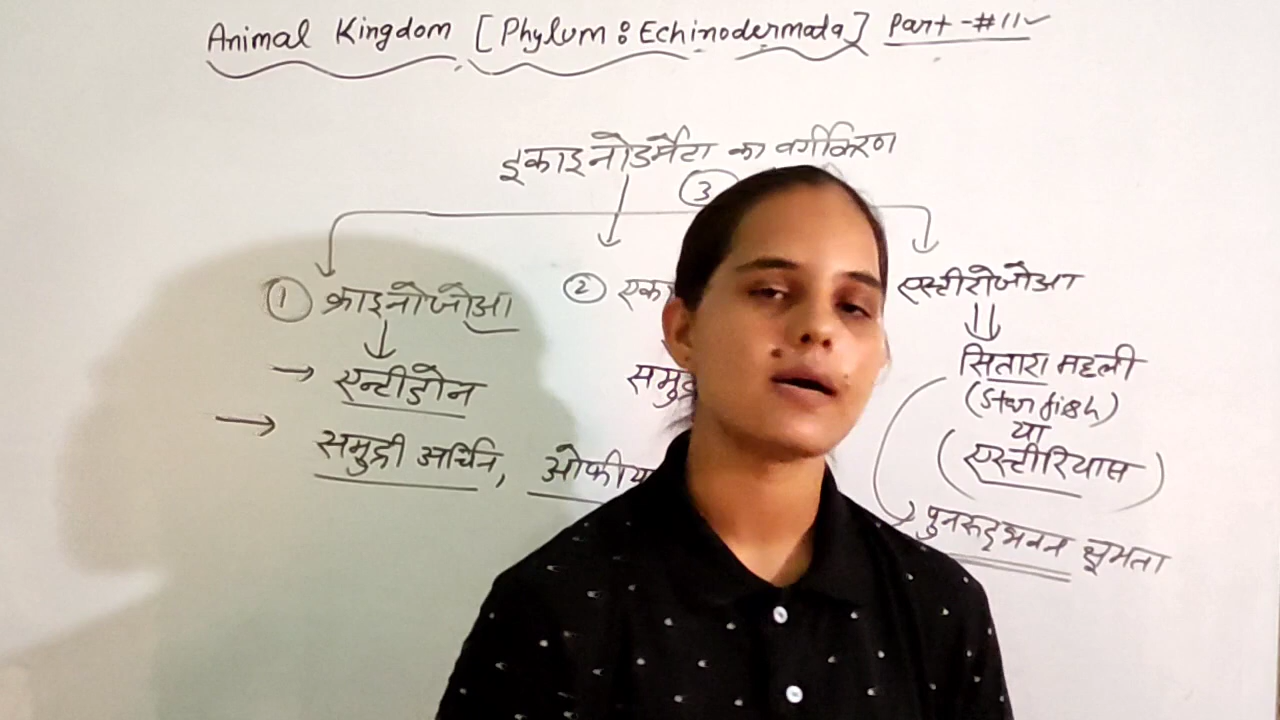 Animal Kingdom [Phylum : Echinodermata] Part-#11
इकाइनोडर्मेटा का वर्गीकरण
3
1 क्राइनोजोआ
2
एस्टीरोजोआ
→ एन्टीडोन
सितारा मछली
(Star fish)
या
(एस्टीरियास)
→ समुद्री अर्चिन,
पुनरुद्भवन क्षमता